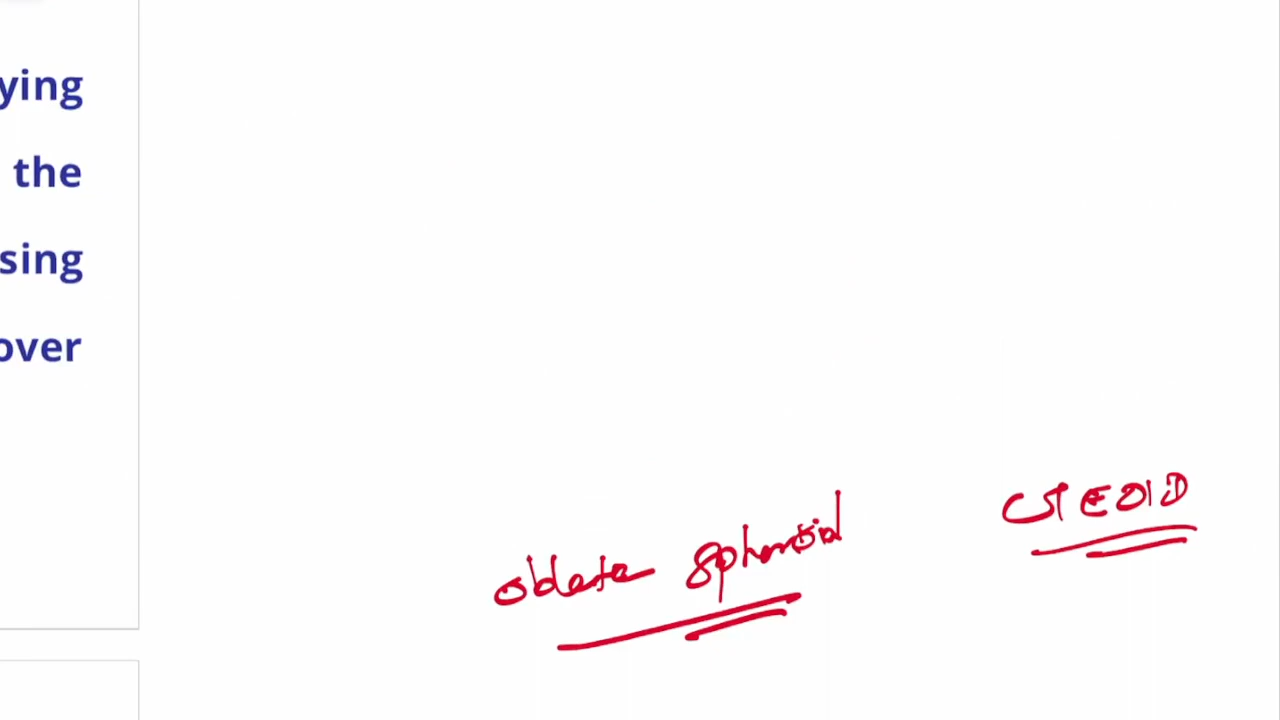 ying
the
sing
over
GEOID
oblate spheroid